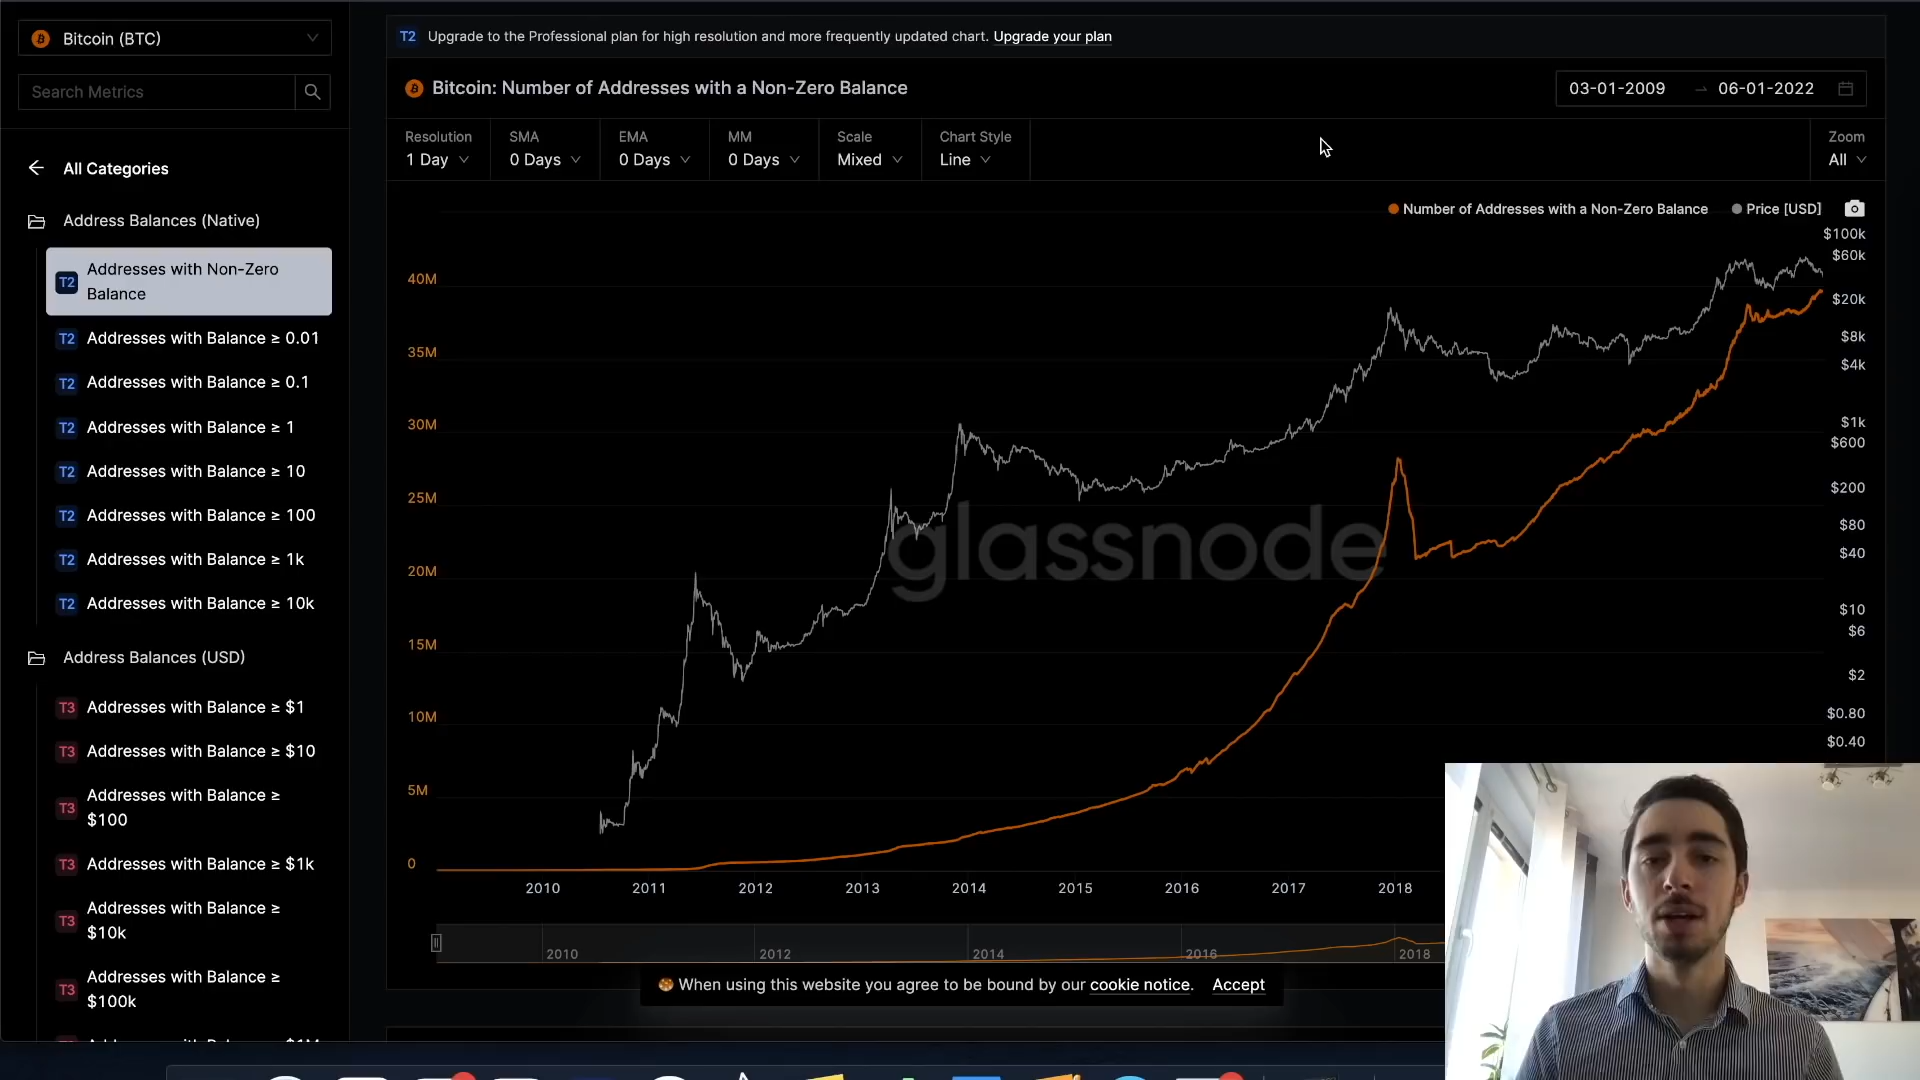 Bitcoin (BTC)
Search Metrics
All Categories
Address Balances (Native)
T2 Addresses with Non-Zero
Balance
T2 Addresses with Balance ≥ 0.01
T2 Addresses with Balance ≥ 0.1
T2 Addresses with Balance ≥ 1
T2 Addresses with Balance ≥ 10
T2 Addresses with Balance ≥ 100
T2 Addresses with Balance ≥ 1k
T2 Addresses with Balance ≥ 10k
Address Balances (USD)
T3 Addresses with Balance ≥ $1
T3 Addresses with Balance ≥ $10
T3 Addresses with Balance ≥
$100
T3 Addresses with Balance ≥ $1k
T3 Addresses with Balance ≥
$10k
T3 Addresses with Balance ≥
$100k
T2 Upgrade to the Professional plan for high resolution and more frequently updated chart. Upgrade your plan
Bitcoin: Number of Addresses with a Non-Zero Balance
03-01-2009 → 06-01-2022
Resolution SMA EMA MM Scale Chart Style Zoom
1 Day 0 Days 0 Days 0 Days Mixed Line All
Number of Addresses with a Non-Zero Balance Price [USD]
40M
35M
30M
25M
20M
15M
10M
5M
0
$100k
$60k
$20k
$8k
$4k
$1k
$600
$200
$80
$40
$10
$6
$2
$0.80
$0.40
glassnode
2010 2011 2012 2013 2014 2015 2016 2017 2018
2010 2012 2014 2016 2018
When using this website you agree to be bound by our cookie notice. Accept